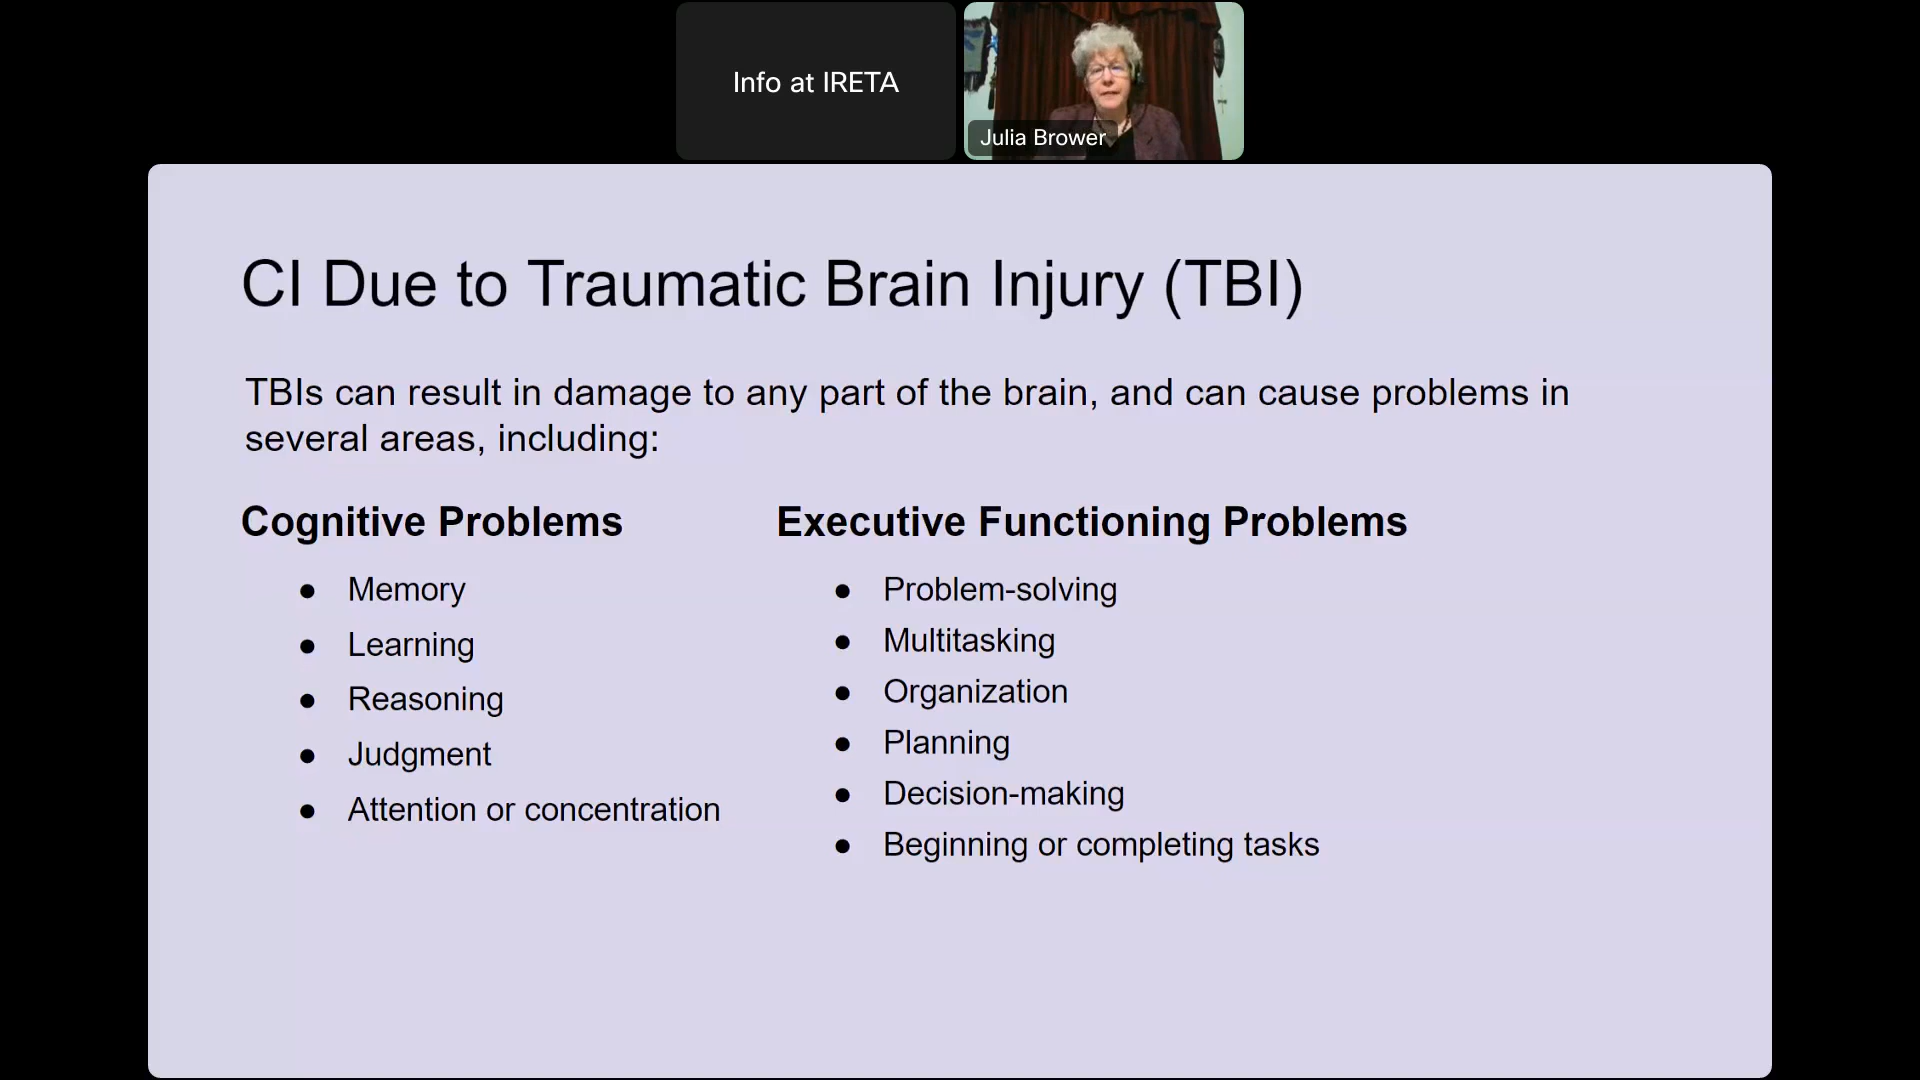 Info at IRETA
Julia Brower
CI Due to Traumatic Brain Injury (TBI)
TBIs can result in damage to any part of the brain, and can cause problems in
several areas, including:
Cognitive Problems
● Memory
● Learning
● Reasoning
● Judgment
● Attention or concentration
Executive Functioning Problems
● Problem-solving
● Multitasking
● Organization
● Planning
● Decision-making
● Beginning or completing tasks